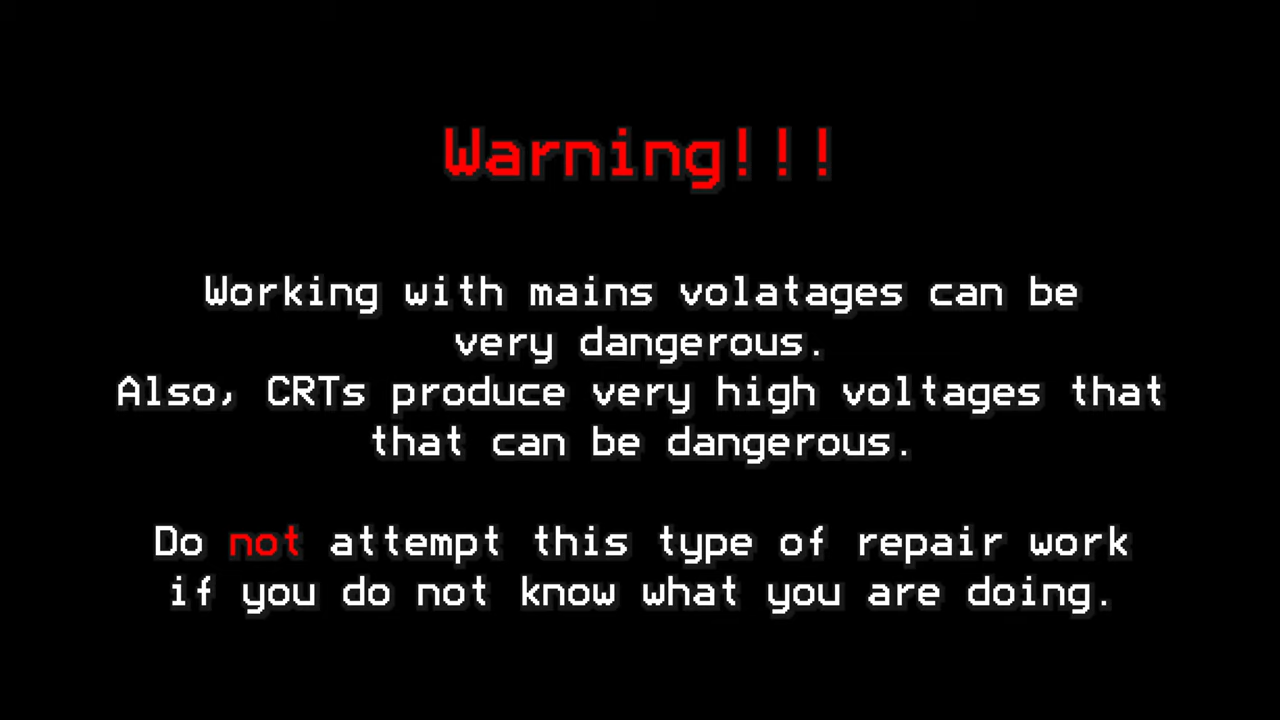 Warning!!!
Working with mains volatages can be
very dangerous.
Also, CRTs produce very high voltages that
that can be dangerous.
Do not attempt this type of repair work
if you do not know what you are doing.